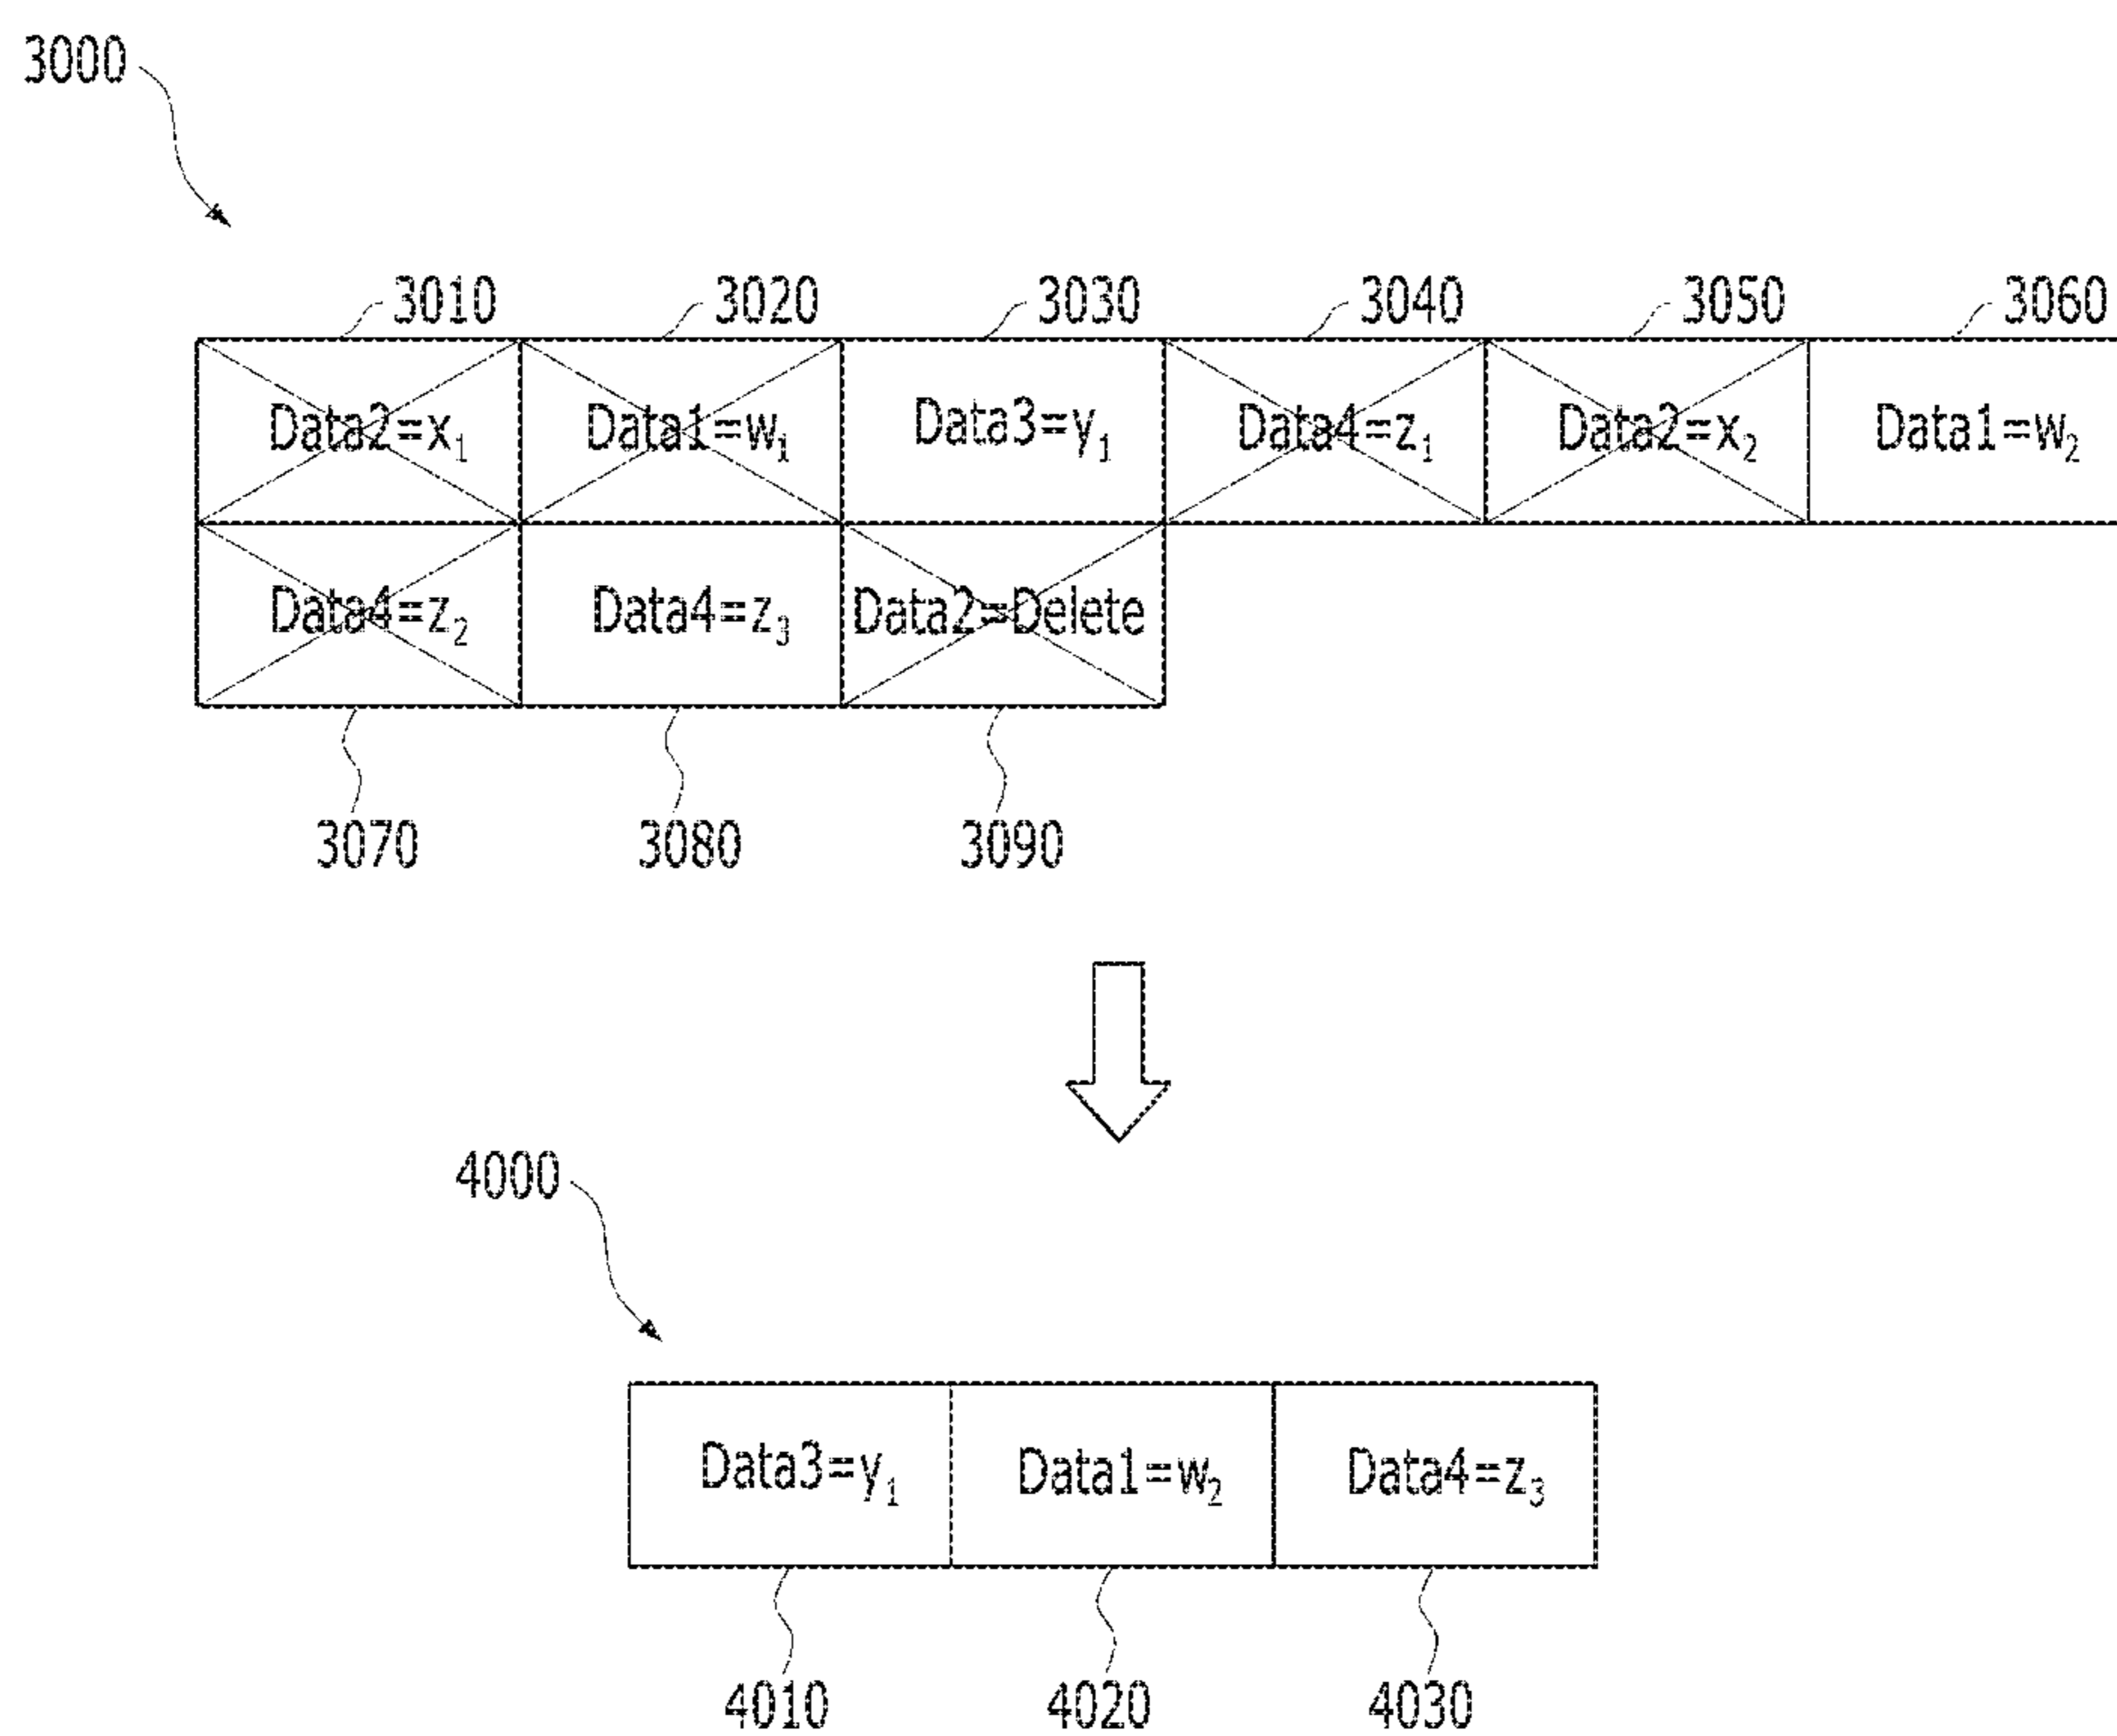 3000
3010 3020 3030 3040 3050 3060
Data2=x₁ Data1=w₁ Data3=y₁ Data4=z₁ Data2=x₂ Data1=w₂
Data4=z₂ Data4=z₃ Data2=Delete
3070 3080 3090
4000
Data3=y₁ Data1=w₂ Data4=z₃
4010 4020 4030